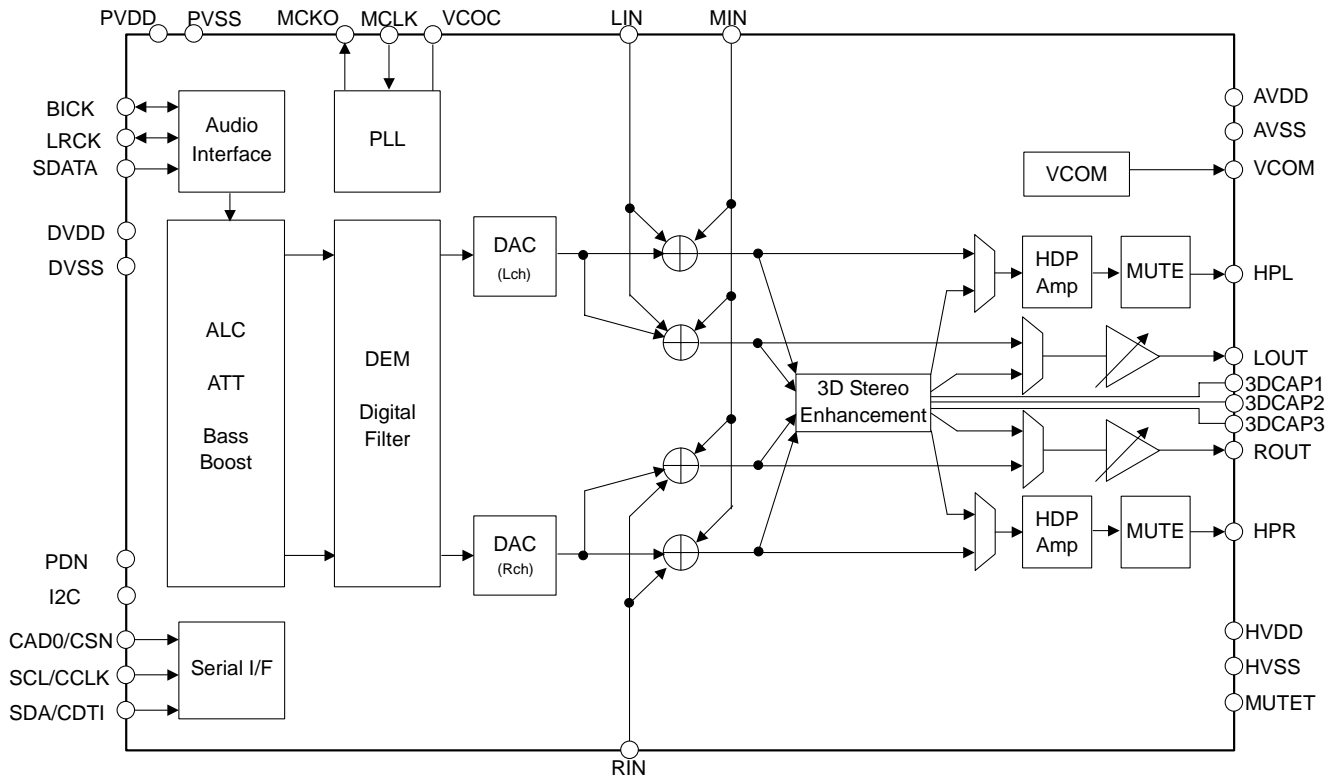 PVDD
PVSS
MCKO
MCLK
VCOC
LIN
MIN
BICK
LRCK
SDATA
Audio
Interface
PLL
AVDD
AVSS
VCOM
VCOM
DVDD
DVSS
DAC
(Lch)
HDP
Amp
MUTE
HPL
ALC
ATT
Bass
Boost
DEM
Digital
Filter
3D Stereo
Enhancement
LOUT
3DCAP1
3DCAP2
3DCAP3
ROUT
DAC
(Rch)
HDP
Amp
MUTE
HPR
PDN
I2C
CAD0/CSN
SCL/CCLK
SDA/CDTI
Serial I/F
HVDD
HVSS
MUTET
RIN